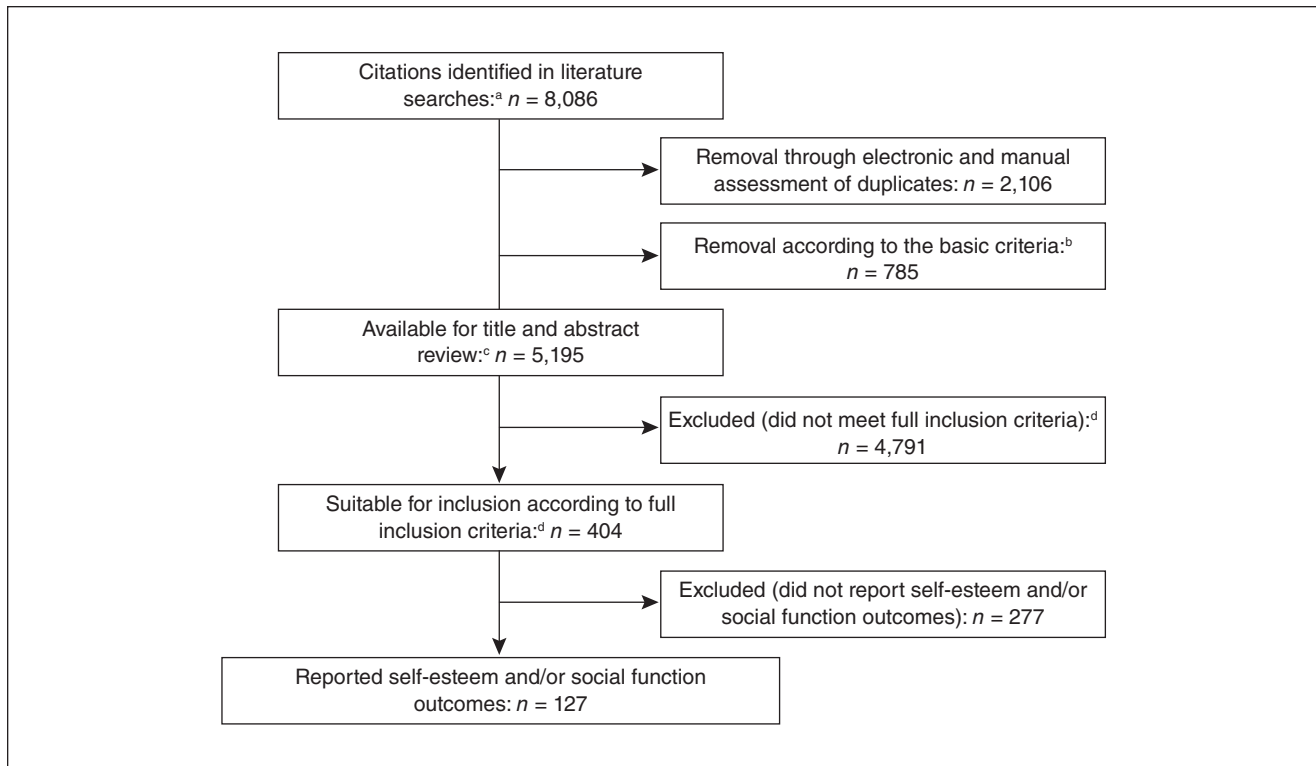 Citations identified in literature
searches:ᵃ n = 8,086
Removal through electronic and manual
assessment of duplicates: n = 2,106
Removal according to the basic criteria:ᵇ
n = 785
Available for title and abstract
review:ᶜ n = 5,195
Excluded (did not meet full inclusion criteria):ᵈ
n = 4,791
Suitable for inclusion according to full
inclusion criteria:ᵈ n = 404
Excluded (did not report self-esteem and/or
social function outcomes): n = 277
Reported self-esteem and/or social function
outcomes: n = 127